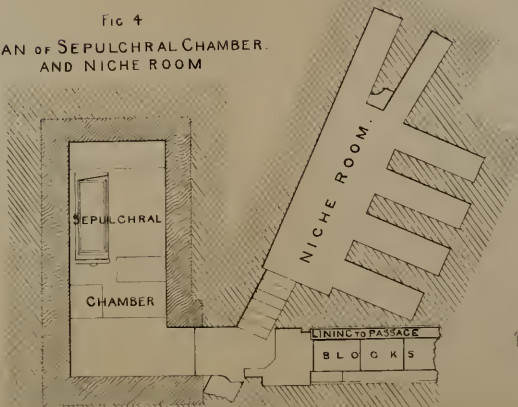 FIG 4
AN OF SEPULCHRAL CHAMBER.
AND NICHE ROOM
NICHE ROOM.
SEPULCHRAL
CHAMBER
LINING TO PASSAGE
BLOCKS